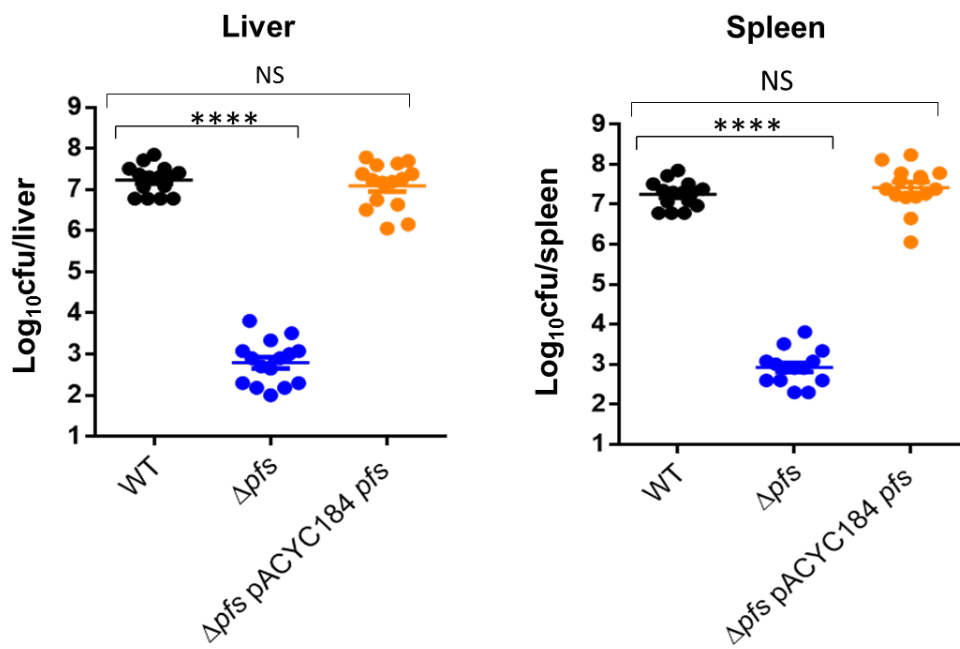 Liver
NS
****
Log₁₀cfu/liver
9
8
7
6
5
4
3
2
1
WT
Δpfs
Δpfs pACYC184 pfs
Spleen
NS
****
Log₁₀cfu/spleen
9
8
7
6
5
4
3
2
1
WT
Δpfs
Δpfs pACYC184 pfs